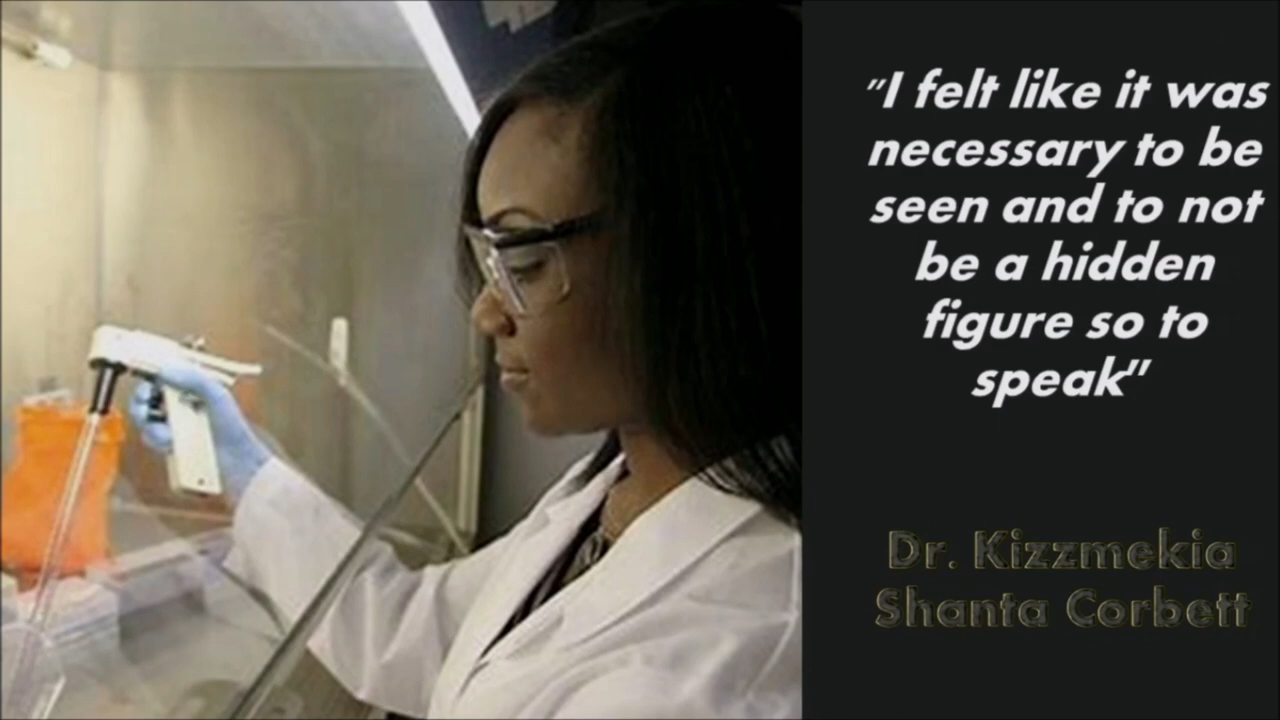 "I felt like it was
necessary to be
seen and to not
be a hidden
figure so to
speak"
Dr. Kizzmekia
Shanta Corbett